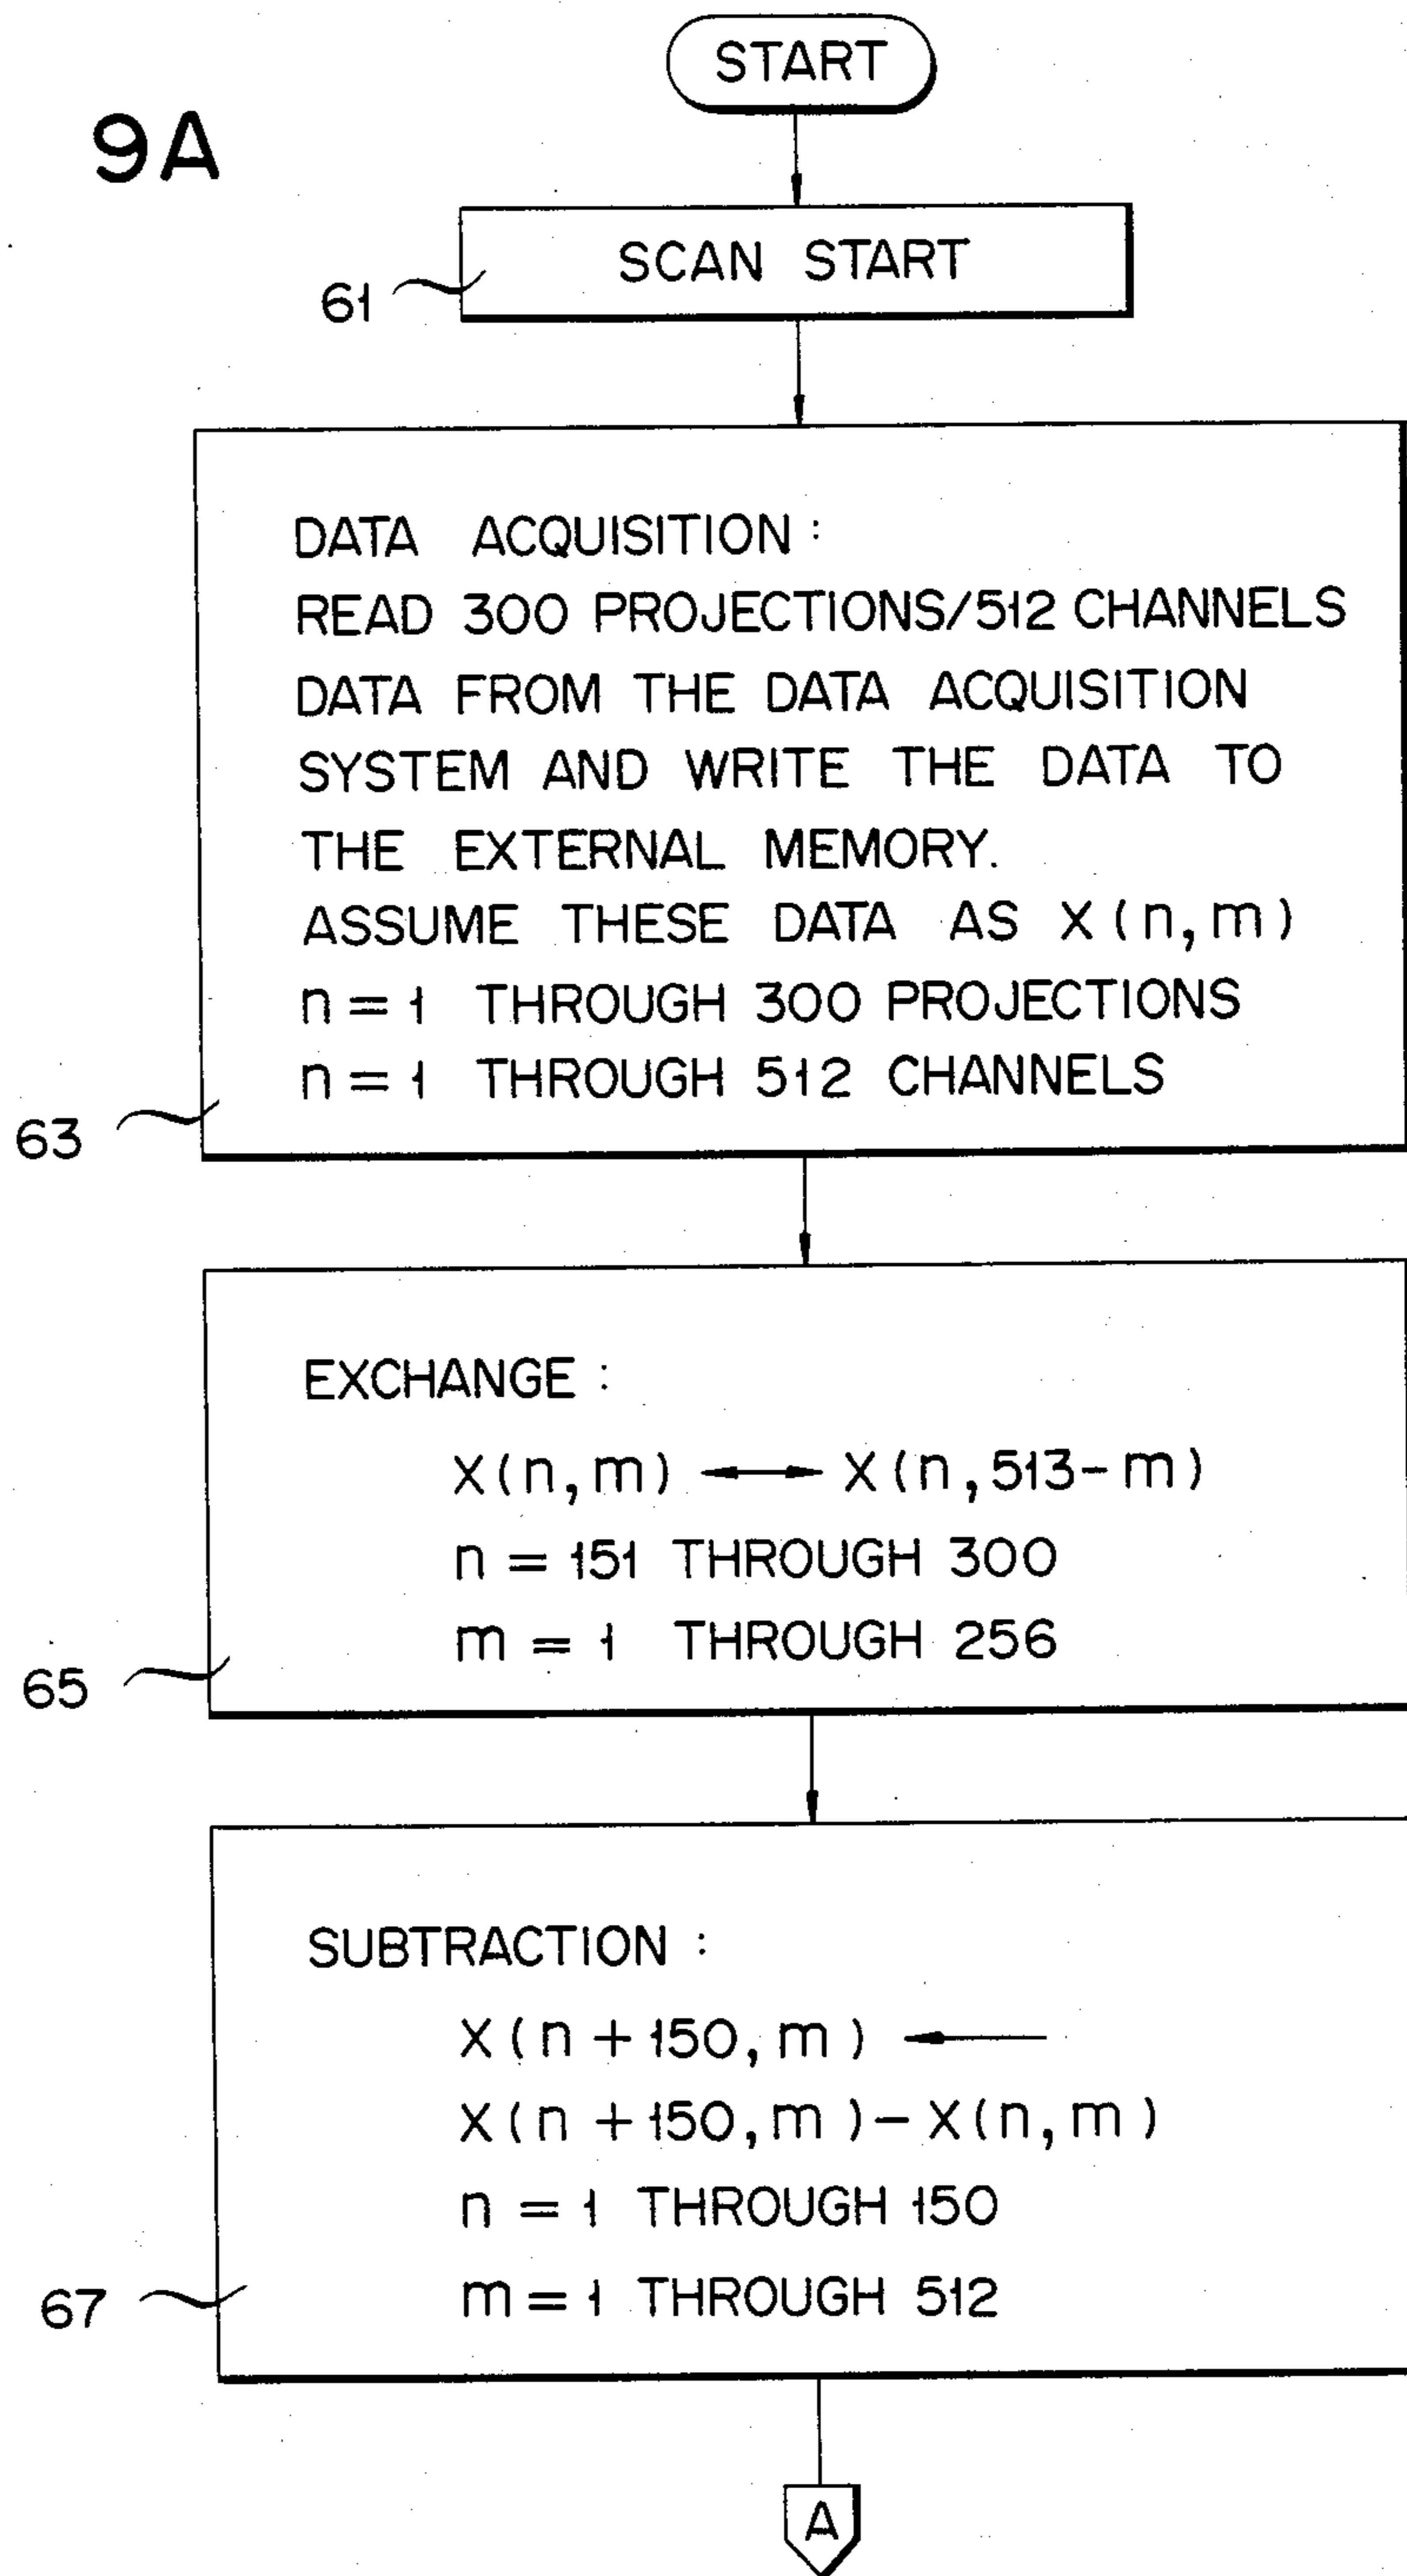 START
9A
SCAN START
61
DATA ACQUISITION :
READ 300 PROJECTIONS/512 CHANNELS
DATA FROM THE DATA ACQUISITION
SYSTEM AND WRITE THE DATA TO
THE EXTERNAL MEMORY.
ASSUME THESE DATA AS X(n,m)
n = 1 THROUGH 300 PROJECTIONS
n = 1 THROUGH 512 CHANNELS
63
EXCHANGE :
X(n,m) ↔ X(n,513-m)
n = 151 THROUGH 300
m = 1 THROUGH 256
65
SUBTRACTION :
X(n+150,m) ←
X(n+150,m)-X(n,m)
n = 1 THROUGH 150
m = 1 THROUGH 512
67
A